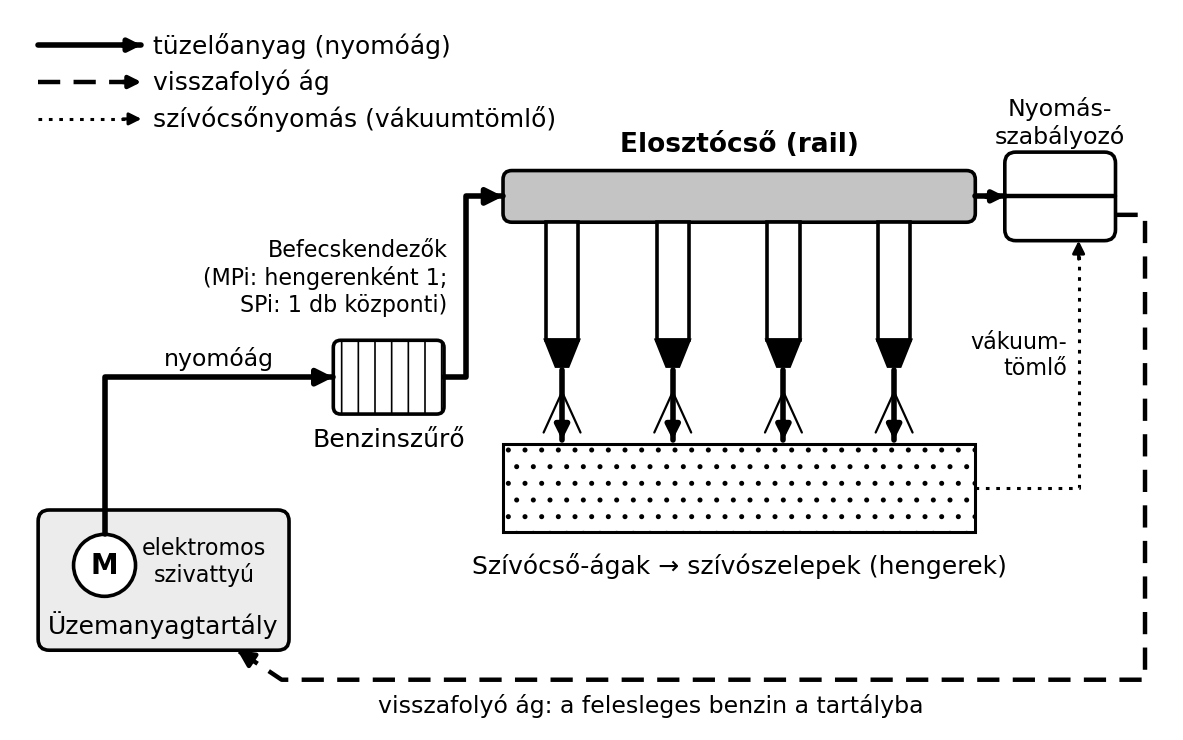 tüzelőanyag (nyomóág)
visszafolyó ág
szívócsőnyomás (vákuumtömlő)
Nyomás-
szabályozó
Elosztócső (rail)
Befecskendezők
(MPi: hengerenként 1;
SPi: 1 db központi)
nyomóág
vákuum-
tömlő
Benzinszűrő
M
elektromos
szivattyú
Üzemanyagtartály
Szívócső-ágak → szívószelepek (hengerek)
visszafolyó ág: a felesleges benzin a tartályba